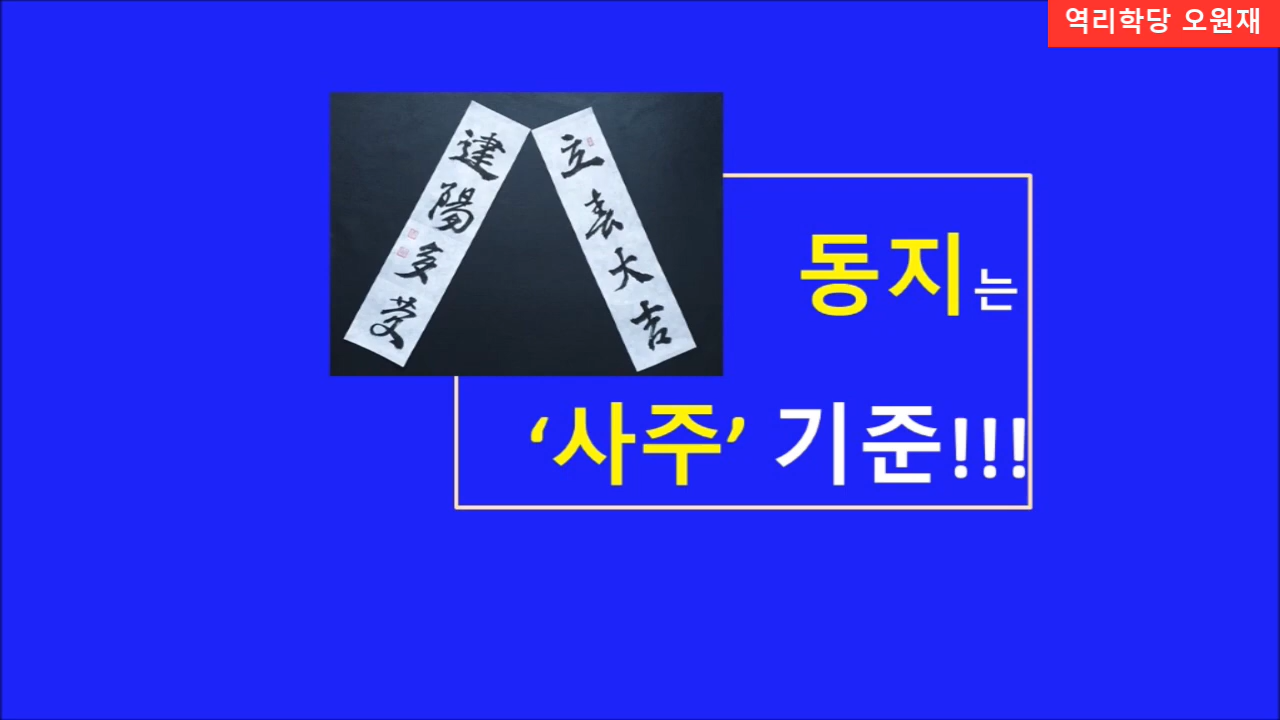 역리학당 오원재
立春大吉
建陽多慶
동지는
‘사주’ 기준!!!